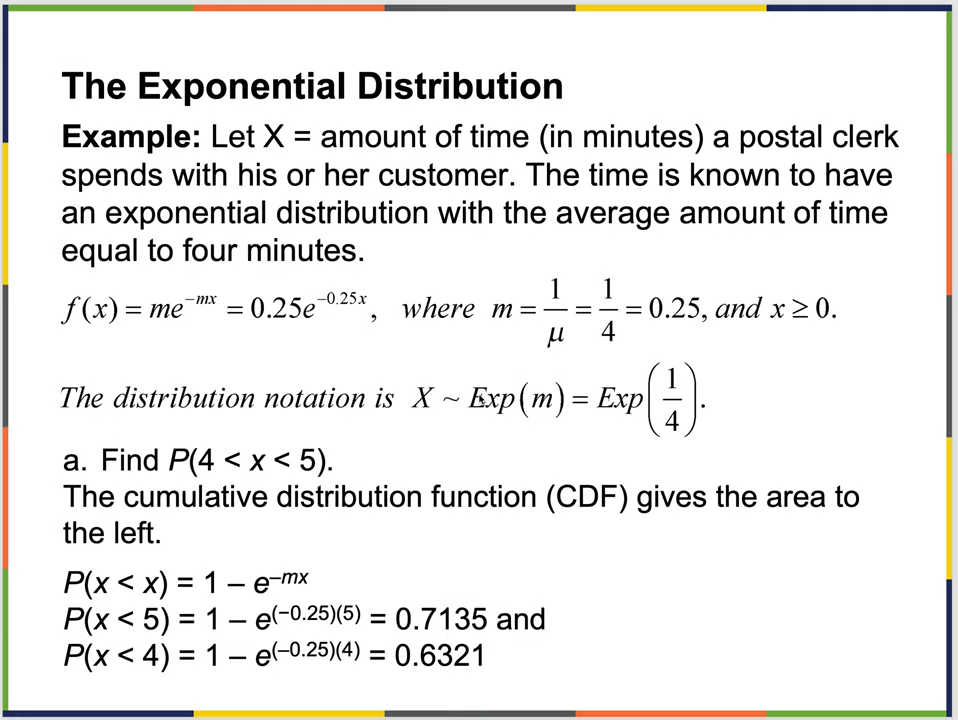 The Exponential Distribution
Example: Let X = amount of time (in minutes) a postal clerk
spends with his or her customer. The time is known to have
an exponential distribution with the average amount of time
equal to four minutes.
f(x) = me^{−mx} = 0.25e^{−0.25x}, where m = 1/μ = 1/4 = 0.25, and x ≥ 0.
The distribution notation is X ~ Exp(m) = Exp(1/4).
a. Find P(4 < x < 5).
The cumulative distribution function (CDF) gives the area to
the left.
P(x < x) = 1 – e^{–mx}
P(x < 5) = 1 – e^{(−0.25)(5)} = 0.7135 and
P(x < 4) = 1 – e^{(–0.25)(4)} = 0.6321